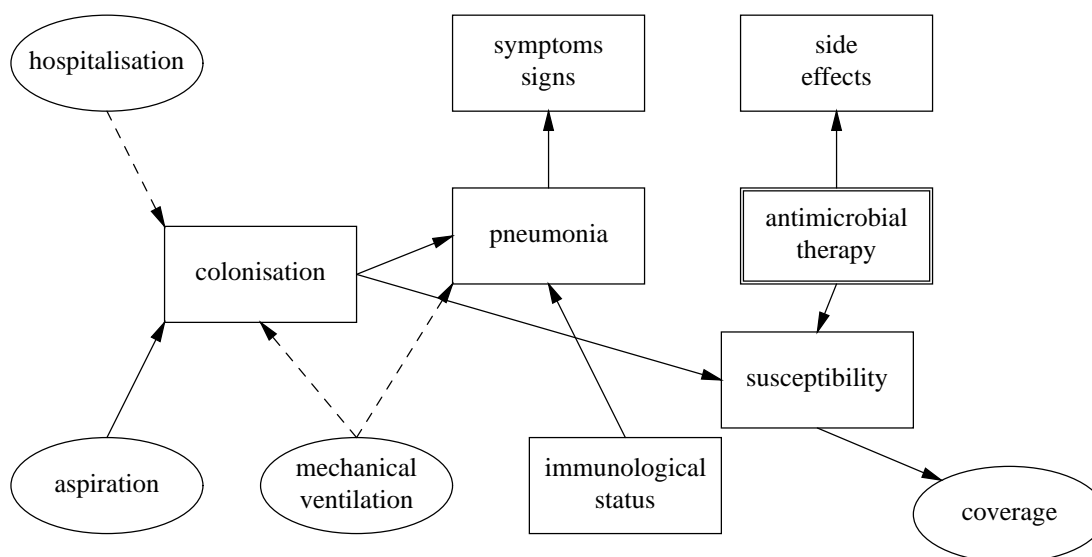 hospitalisation
symptoms
signs
side
effects
colonisation
pneumonia
antimicrobial
therapy
susceptibility
aspiration
mechanical
ventilation
immunological
status
coverage